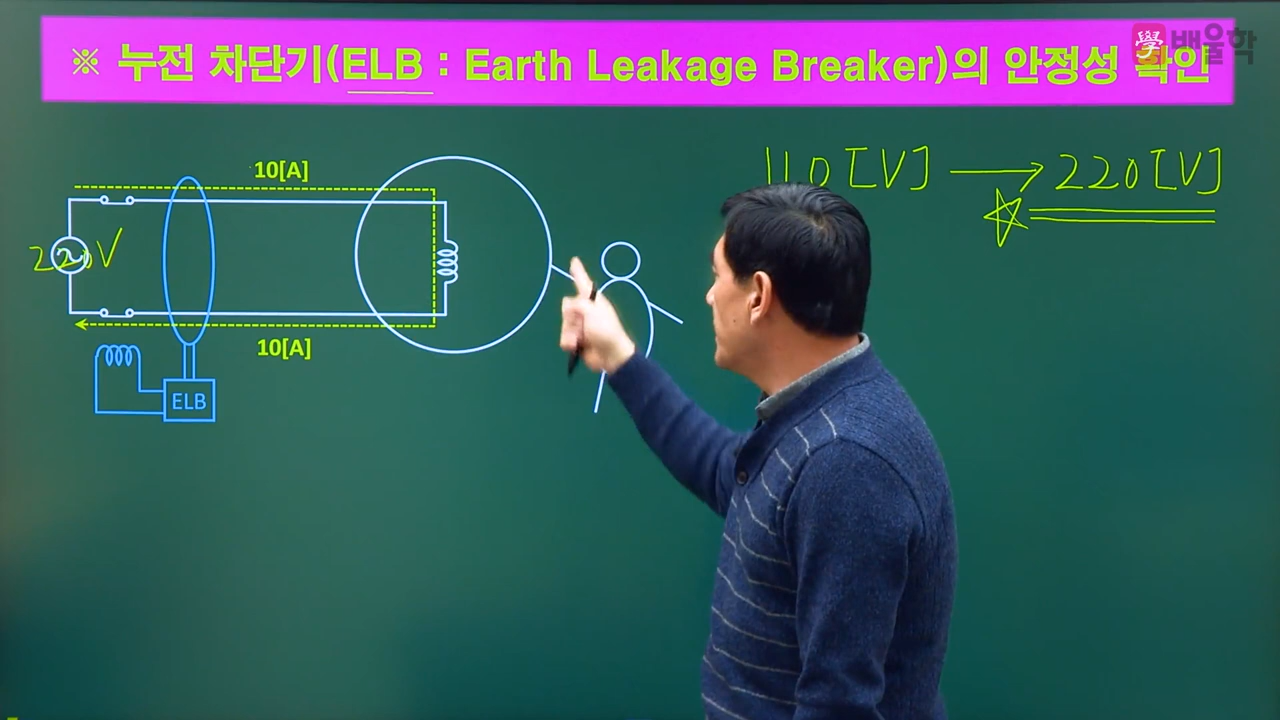 ※ 누전 차단기(ELB : Earth Leakage Breaker)의 안정성 확인
學 배울학
110[V] → 220[V]
10[A]
220V
10[A]
ELB